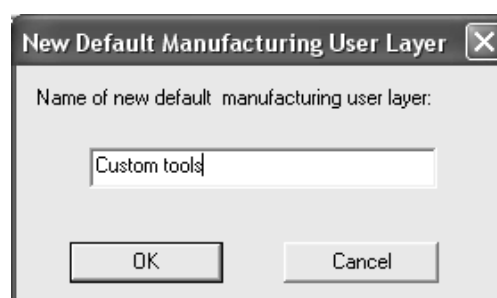 New Default Manufacturing User Layer
Name of new default manufacturing user layer:
Custom tools
OK
Cancel